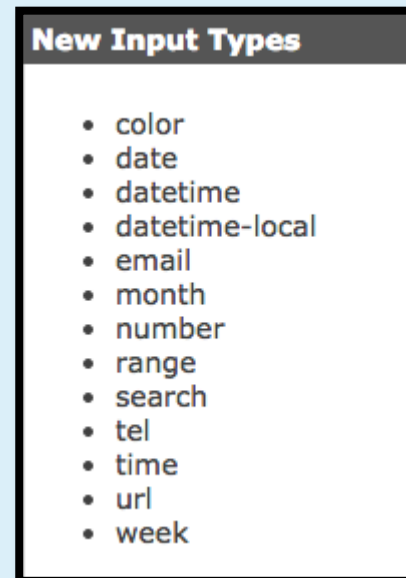 New Input Types
• color
• date
• datetime
• datetime-local
• email
• month
• number
• range
• search
• tel
• time
• url
• week